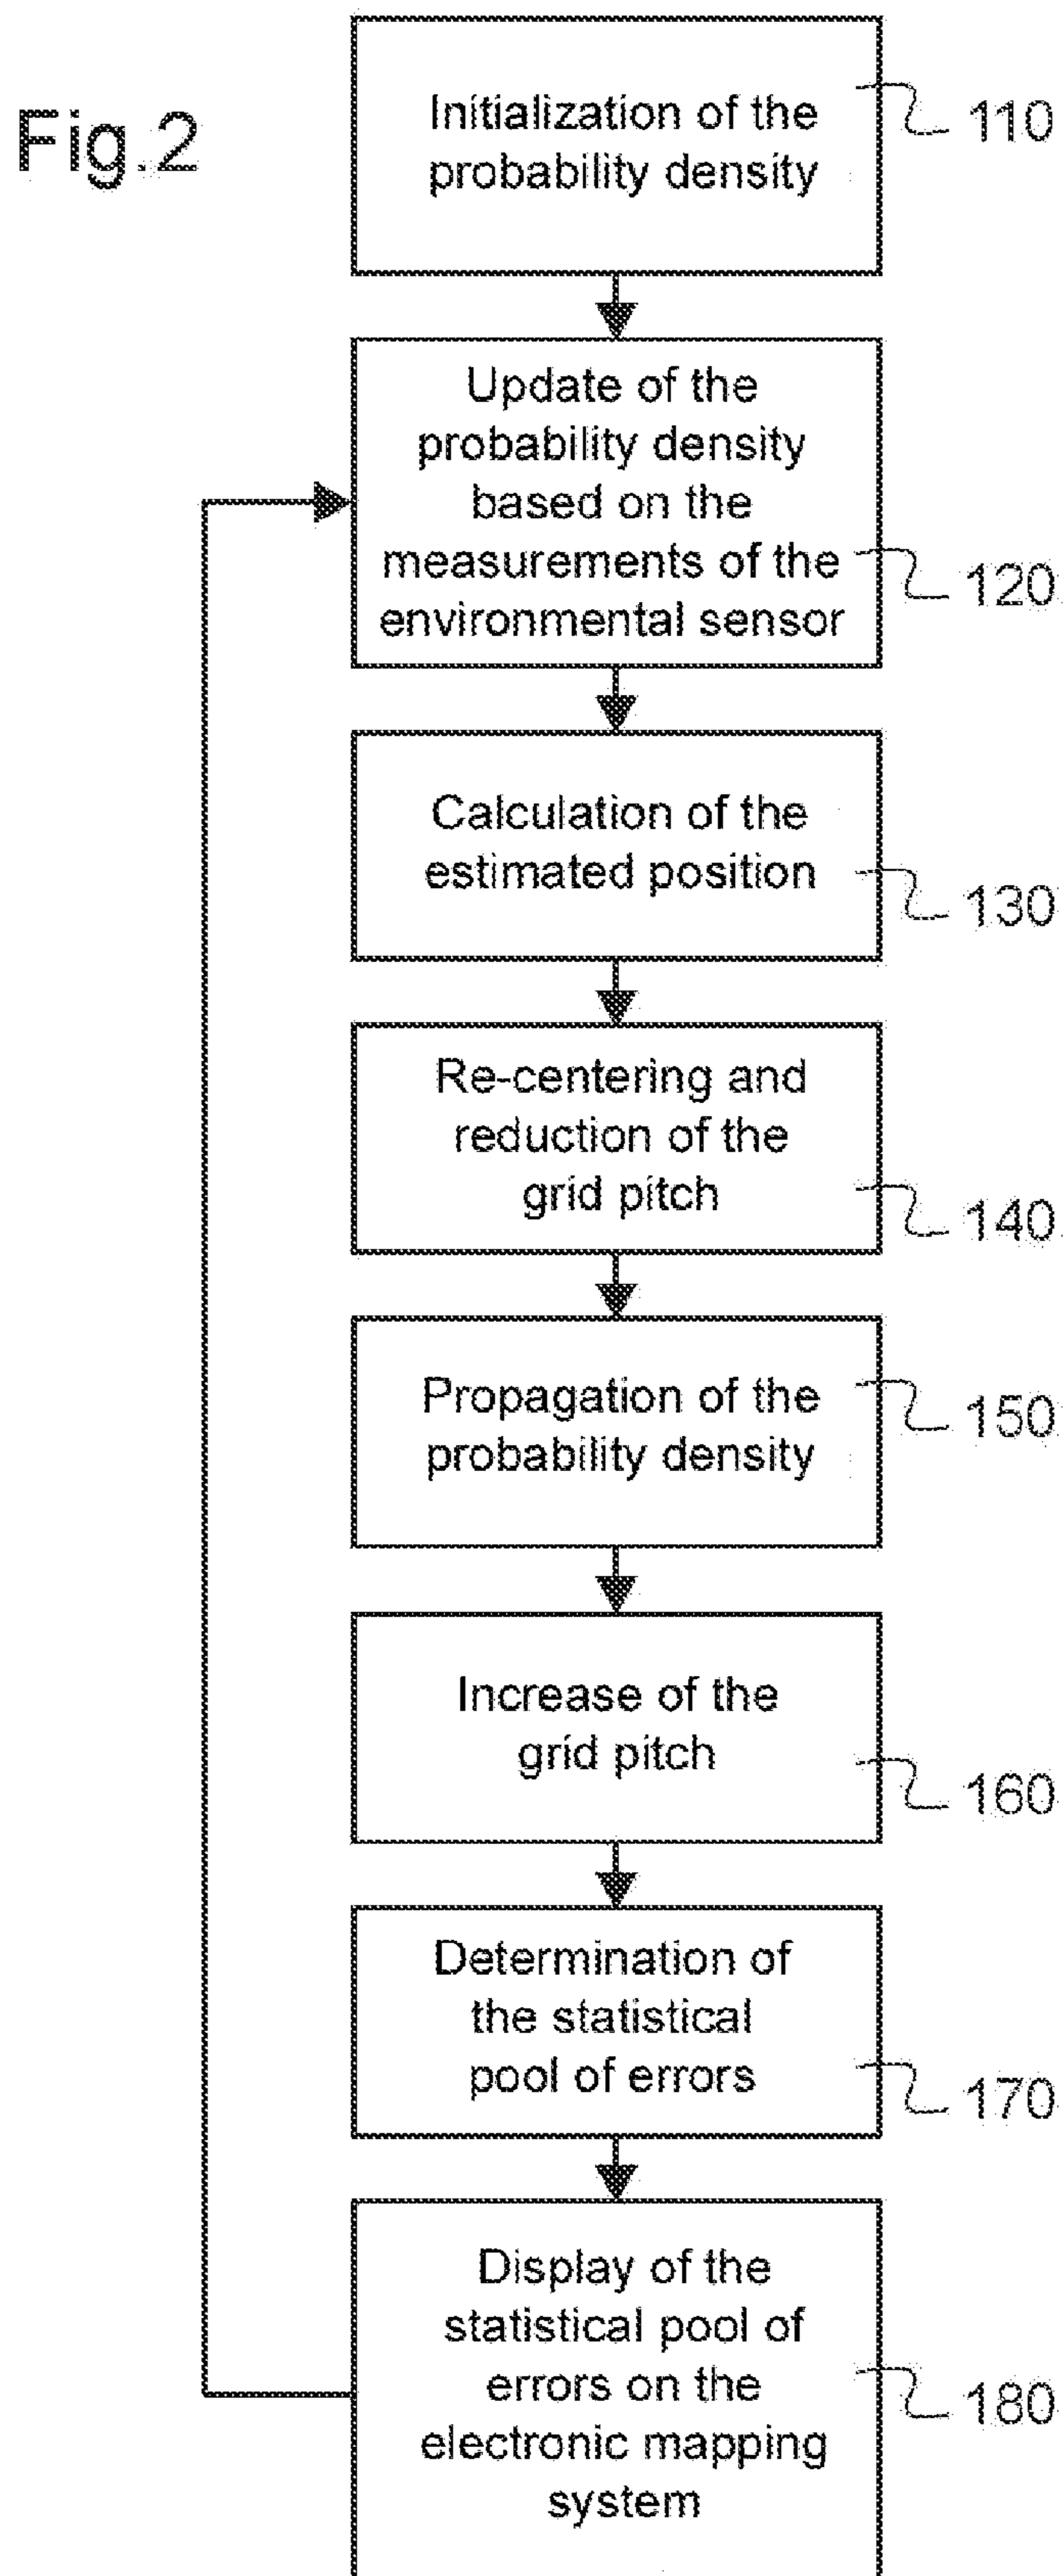 Fig.2
Initialization of the
probability density
110
Update of the
probability density
based on the
measurements of the
environmental sensor
120
Calculation of the
estimated position
130
Re-centering and
reduction of the
grid pitch
140
Propagation of the
probability density
150
Increase of the
grid pitch
160
Determination of
the statistical
pool of errors
170
Display of the
statistical pool of
errors on the
electronic mapping
system
180